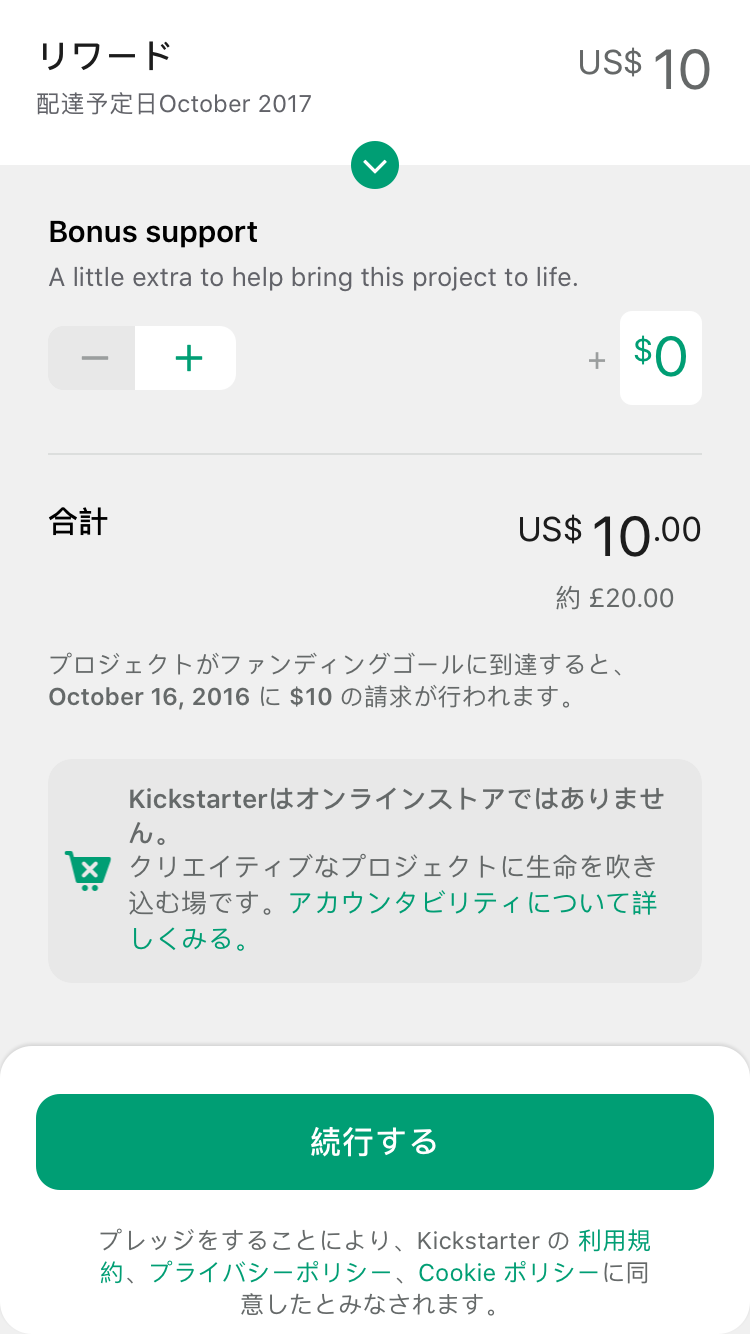 リワード
US$ 10
配達予定日October 2017
Bonus support
A little extra to help bring this project to life.
− + + $0
合計
US$ 10.00
約 £20.00
プロジェクトがファンディングゴールに到達すると、
October 16, 2016 に $10 の請求が行われます。
Kickstarterはオンラインストアではありませ
ん。
クリエイティブなプロジェクトに生命を吹き
込む場です。アカウンタビリティについて詳
しくみる。
続行する
プレッジをすることにより、Kickstarter の 利用規
約、プライバシーポリシー、Cookie ポリシーに同
意したとみなされます。